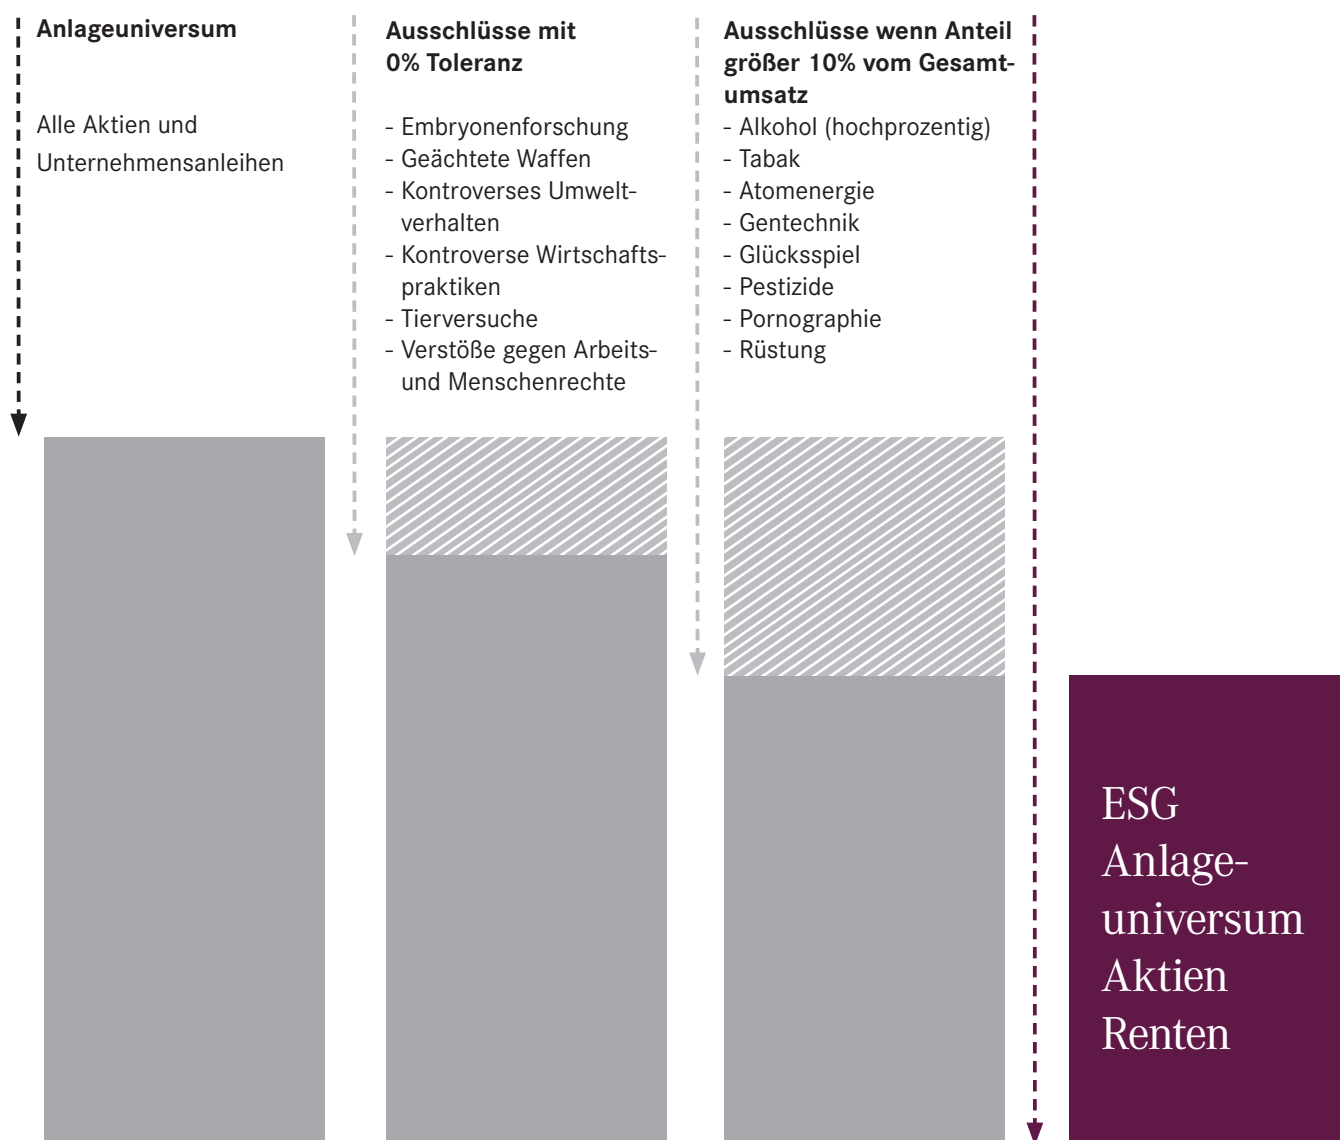 Anlageuniversum
Alle Aktien und
Unternehmensanleihen
Ausschlüsse mit
0% Toleranz
- Embryonenforschung
- Geächtete Waffen
- Kontroverses Umwelt-
verhalten
- Kontroverse Wirtschafts-
praktiken
- Tierversuche
- Verstöße gegen Arbeits-
und Menschenrechte
Ausschlüsse wenn Anteil
größer 10% vom Gesamt-
umsatz
- Alkohol (hochprozentig)
- Tabak
- Atomenergie
- Gentechnik
- Glücksspiel
- Pestizide
- Pornographie
- Rüstung
ESG
Anlage-
universum
Aktien
Renten